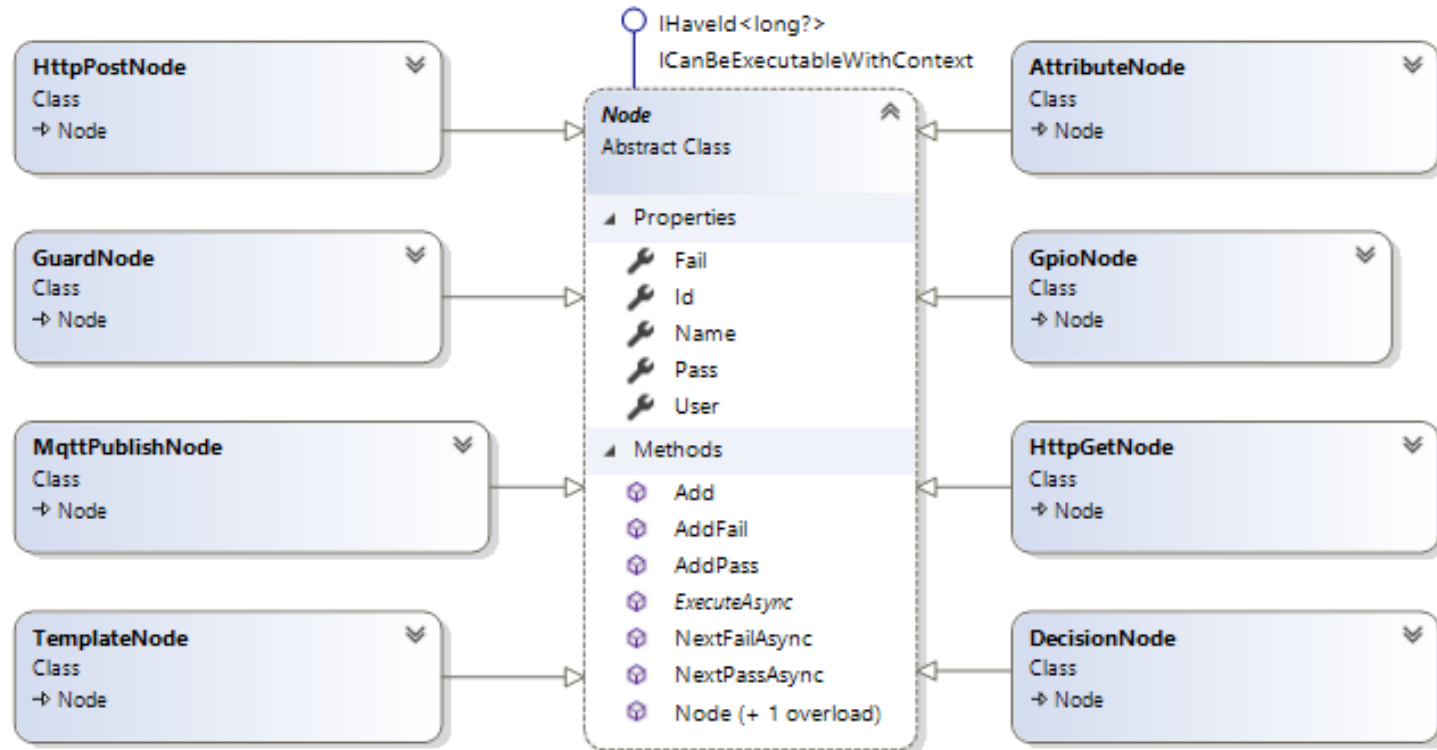 IHaveId<long?>
ICanBeExecutableWithContext
HttpPostNode
Class
Node
GuardNode
Class
Node
MqttPublishNode
Class
Node
TemplateNode
Class
Node
Node
Abstract Class
Properties
Fail
Id
Name
Pass
User
Methods
Add
AddFail
AddPass
ExecuteAsync
NextFailAsync
NextPassAsync
Node (+ 1 overload)
AttributeNode
Class
Node
GpioNode
Class
Node
HttpGetNode
Class
Node
DecisionNode
Class
Node